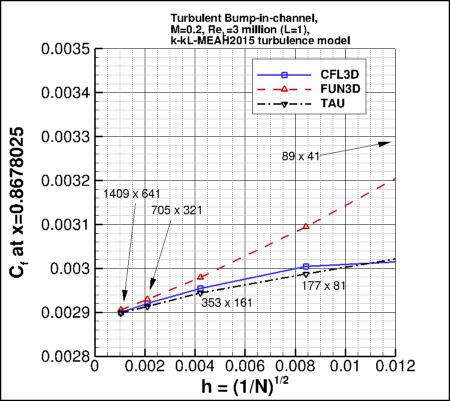 Turbulent Bump-in-channel,
M=0.2, ReL=3 million (L=1),
k-kL-MEAH2015 turbulence model
CFL3D
FUN3D
TAU
0.0035
0.0034
0.0033
0.0032
0.0031
0.003
0.0029
0.0028
Cf at x=0.8678025
89 x 41
1409 x 641
705 x 321
177 x 81
353 x 161
0 0.002 0.004 0.006 0.008 0.01 0.012
h = (1/N)^1/2